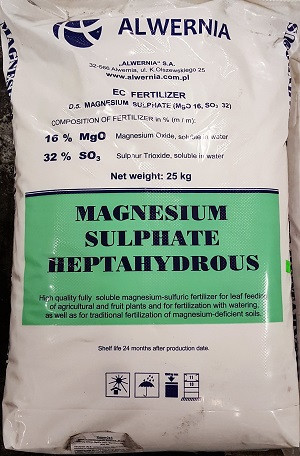 ALWERNIA
"ALWERNIA" S.A.
32-566 Alwernia, ul. K.Olszewskiego 25
www.alwernia.com.pl
EC FERTILIZER
D.S. MAGNESIUM SULPHATE (MgO 16, SO₃ 32)
COMPOSITION OF FERTILIZER in % (m / m):
16 % MgO Magnesium Oxide, soluble in water
32 % SO₃ Sulphur Trioxide, soluble in water
Net weight: 25 kg
MAGNESIUM
SULPHATE
HEPTAHYDROUS
High quality fully soluble magnesium-sulfuric fertilizer for leaf feeding
of agricultural and fruit plants and for fertilization with watering,
as well as for traditional fertilization of magnesium-deficient soils.
Shelf life 24 months after production date.
MAGNESIUM